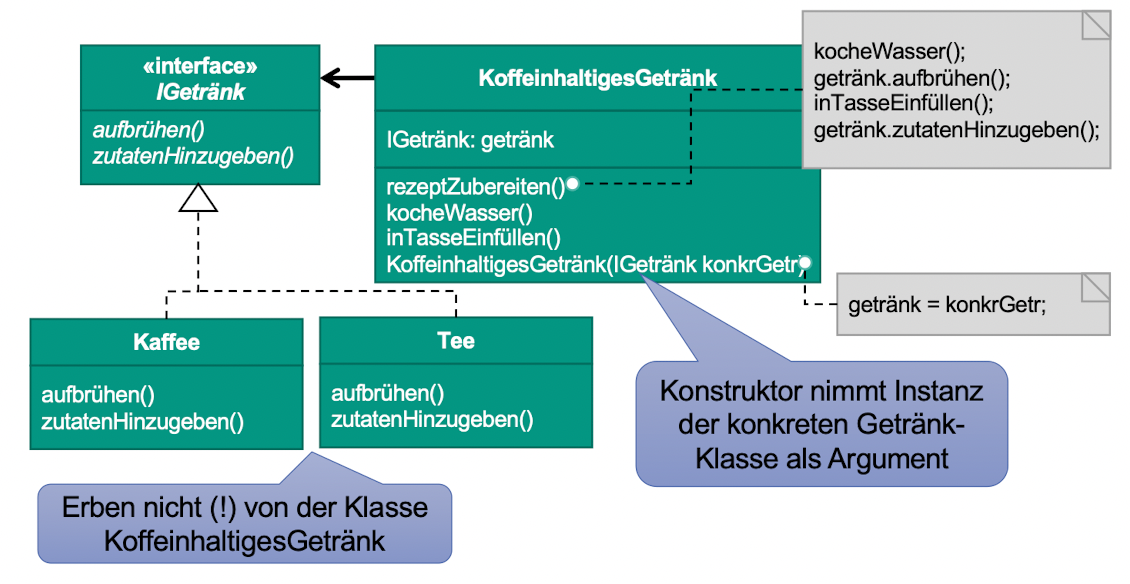 «interface»
IGetränk
aufbrühen()
zutatenHinzugeben()
KoffeinhaltigesGetränk
IGetränk: getränk
rezeptZubereiten()
kocheWasser()
inTasseEinfüllen()
KoffeinhaltigesGetränk(IGetränk konkrGetr)
kocheWasser();
getränk.aufbrühen();
inTasseEinfüllen();
getränk.zutatenHinzugeben();
getränk = konkrGetr;
Kaffee
aufbrühen()
zutatenHinzugeben()
Tee
aufbrühen()
zutatenHinzugeben()
Konstruktor nimmt Instanz
der konkreten Getränk-
Klasse als Argument
Erben nicht (!) von der Klasse
KoffeinhaltigesGetränk